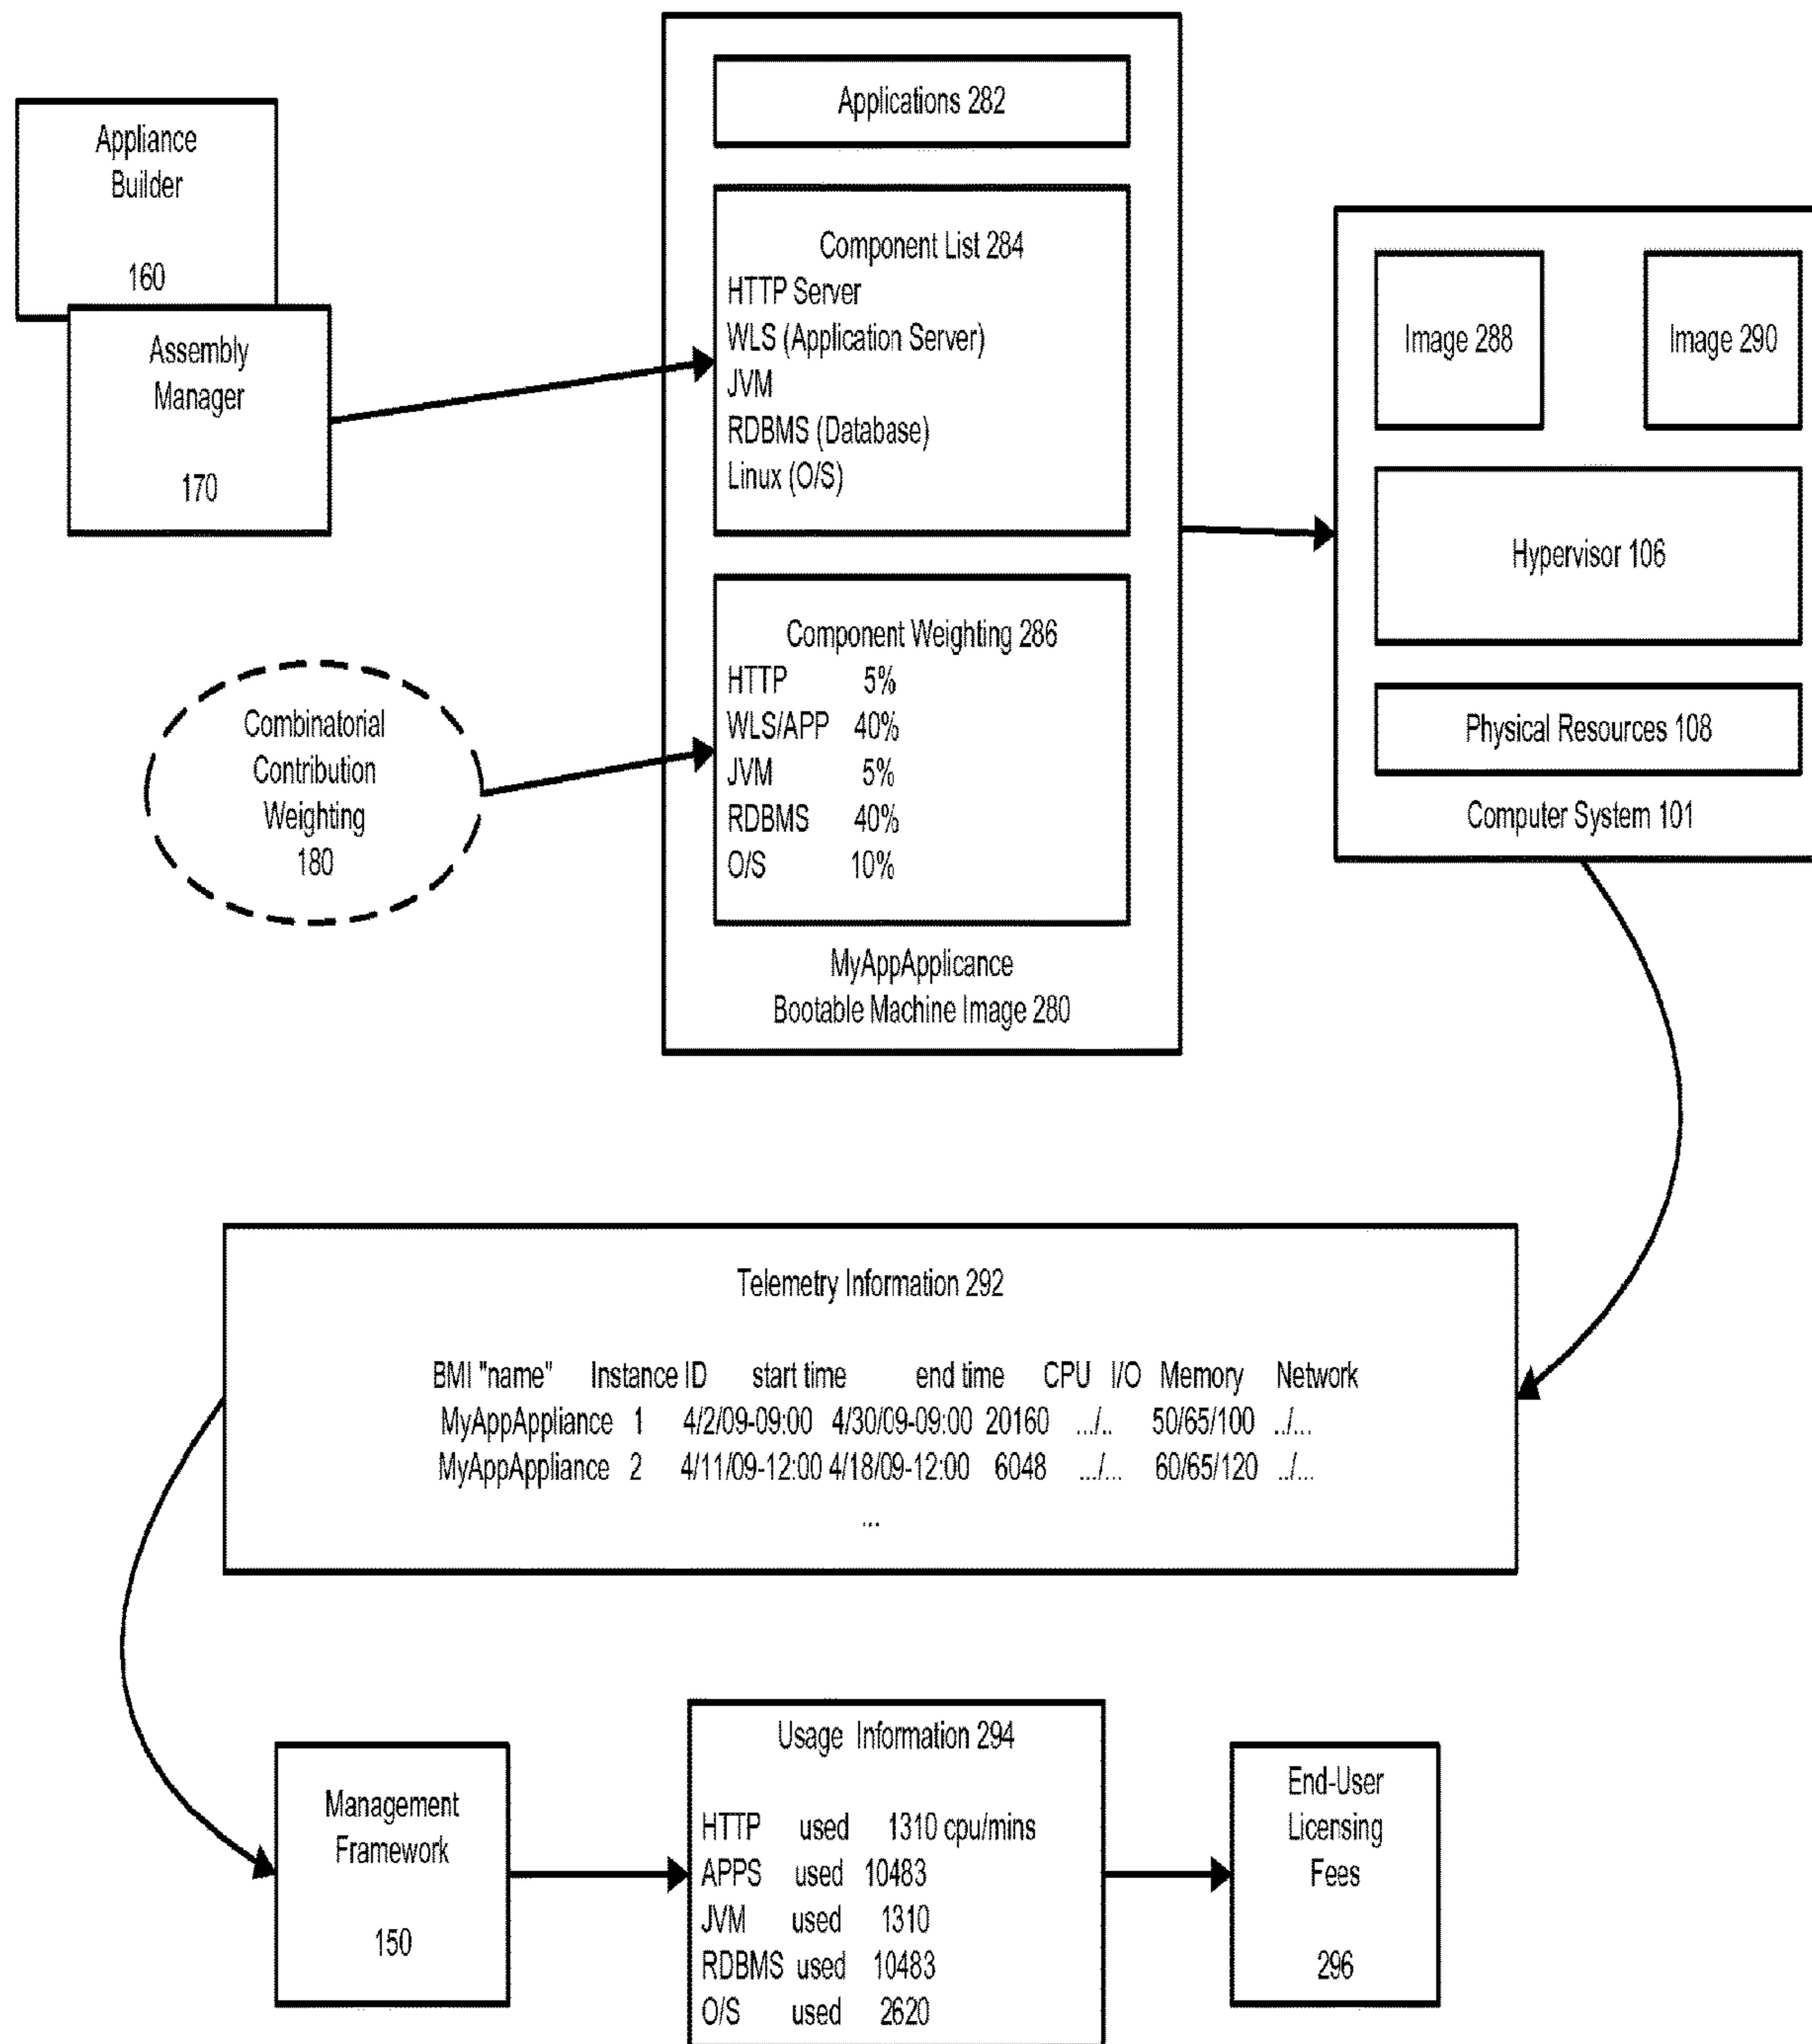 Appliance
Builder
160
Assembly
Manager
170
Applications 282
Component List 284
HTTP Server
WLS (Application Server)
JVM
RDBMS (Database)
Linux (O/S)
Combinatorial
Contribution
Weighting
180
Component Weighting 286
HTTP 5%
WLS/APP 40%
JVM 5%
RDBMS 40%
O/S 10%
MyAppApplicance
Bootable Machine Image 280
Image 288
Image 290
Hypervisor 106
Physical Resources 108
Computer System 101
Telemetry Information 292
BMI "name" Instance ID start time end time CPU I/O Memory Network
MyAppAppliance 1 4/2/09-09:00 4/30/09-09:00 20160 .../.. 50/65/100 ../...
MyAppAppliance 2 4/11/09-12:00 4/18/09-12:00 6048 .../... 60/65/120 ../...
...
Management
Framework
150
Usage Information 294
HTTP used 1310 cpu/mins
APPS used 10483
JVM used 1310
RDBMS used 10483
O/S used 2620
End-User
Licensing
Fees
296